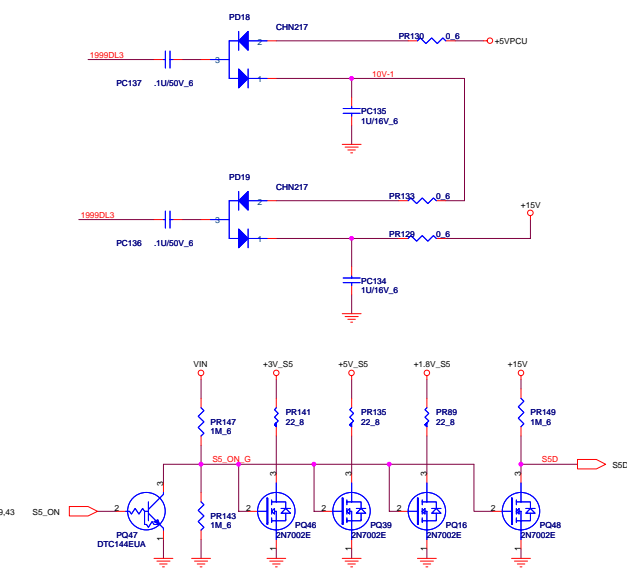 PD18
CHN217
1999DL3
3
2
1
PC137 .1U/50V_6
PR130 0_6
+5VPCU
10V-1
PC135
1U/16V_6
PD19
CHN217
1999DL3
3
2
1
PC136 .1U/50V_6
PR133 0_6
PR129 0_6
+15V
PC134
1U/16V_6
VIN
+3V_S5
+5V_S5
+1.8V_S5
+15V
PR147
1M_6
PR141
22_8
PR135
22_8
PR89
22_8
PR149
1M_6
S5_ON_G
S5D
S5D
9,43 S5_ON
2
3
1
PQ47
DTC144EUA
PR143
1M_6
2
3
1
PQ46
2N7002E
2
3
1
PQ39
2N7002E
2
3
1
PQ16
2N7002E
2
3
1
PQ48
2N7002E